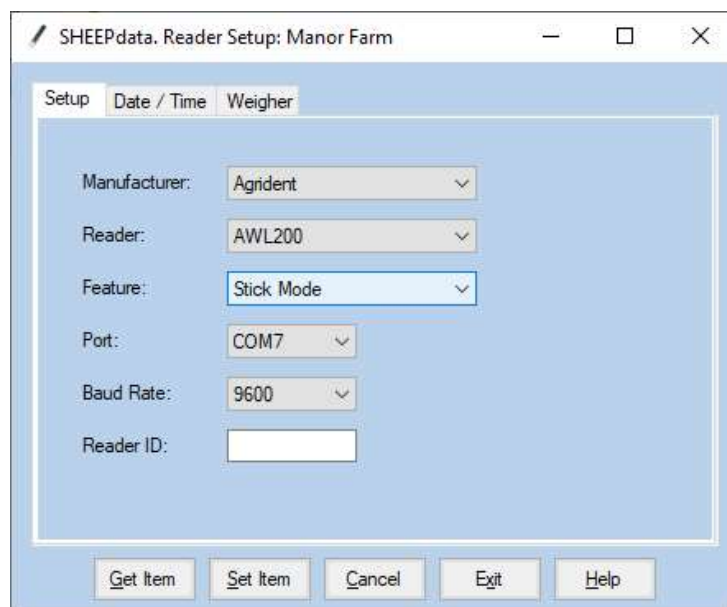 SHEEPdata. Reader Setup: Manor Farm
Setup Date / Time Weigher
Manufacturer: Agrident
Reader: AWL200
Feature: Stick Mode
Port: COM7
Baud Rate: 9600
Reader ID:
Get Item Set Item Cancel Exit Help